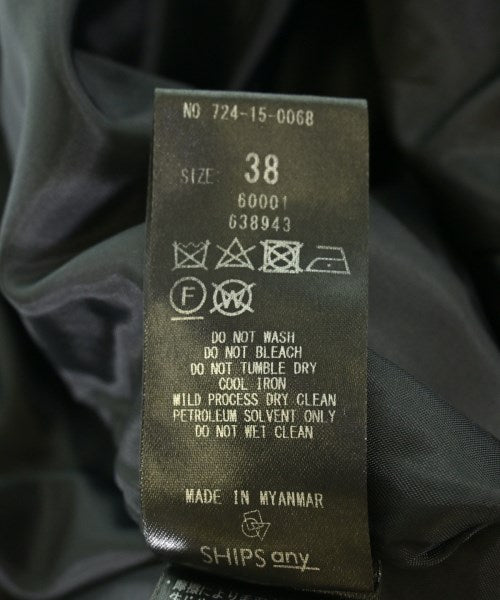 NO 724-15-0068
SIZE 38
60001
638943
F W
DO NOT WASH
DO NOT BLEACH
DO NOT TUMBLE DRY
COOL IRON
MILD PROCESS DRY CLEAN
PETROLEUM SOLVENT ONLY
DO NOT WET CLEAN
MADE IN MYANMAR
SHIPS any